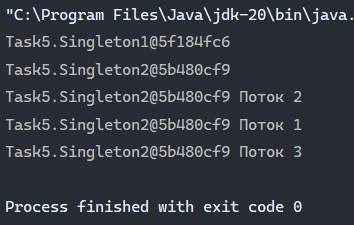 "C:\Program Files\Java\jdk-20\bin\java.
Task5.Singleton1@5f184fc6
Task5.Singleton2@5b480cf9
Task5.Singleton2@5b480cf9 Поток 2
Task5.Singleton2@5b480cf9 Поток 1
Task5.Singleton2@5b480cf9 Поток 3
Process finished with exit code 0